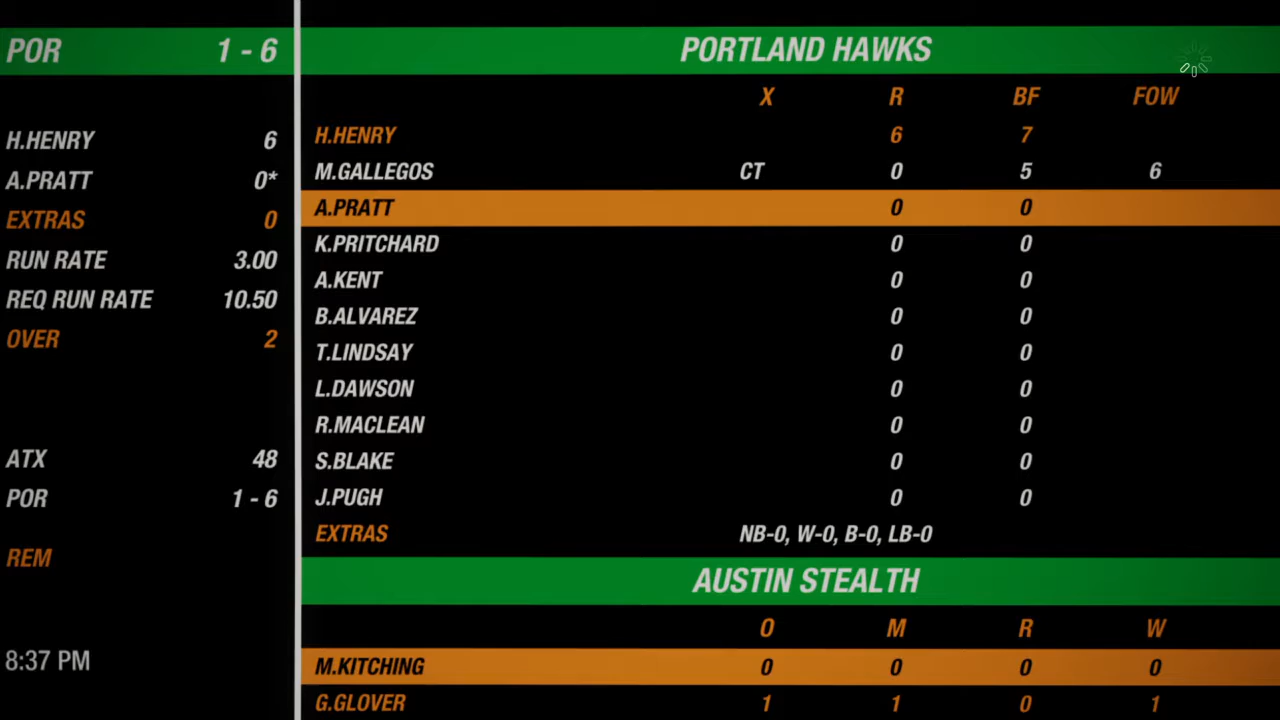 POR 1 - 6
H.HENRY 6
A.PRATT 0*
EXTRAS 0
RUN RATE 3.00
REQ RUN RATE 10.50
OVER 2
ATX 48
POR 1 - 6
REM
8:37 PM
PORTLAND HAWKS
X R BF FOW
H.HENRY 6 7
M.GALLEGOS CT 0 5 6
A.PRATT 0 0
K.PRITCHARD 0 0
A.KENT 0 0
B.ALVAREZ 0 0
T.LINDSAY 0 0
L.DAWSON 0 0
R.MACLEAN 0 0
S.BLAKE 0 0
J.PUGH 0 0
EXTRAS NB-0, W-0, B-0, LB-0
AUSTIN STEALTH
O M R W
M.KITCHING 0 0 0 0
G.GLOVER 1 1 0 1